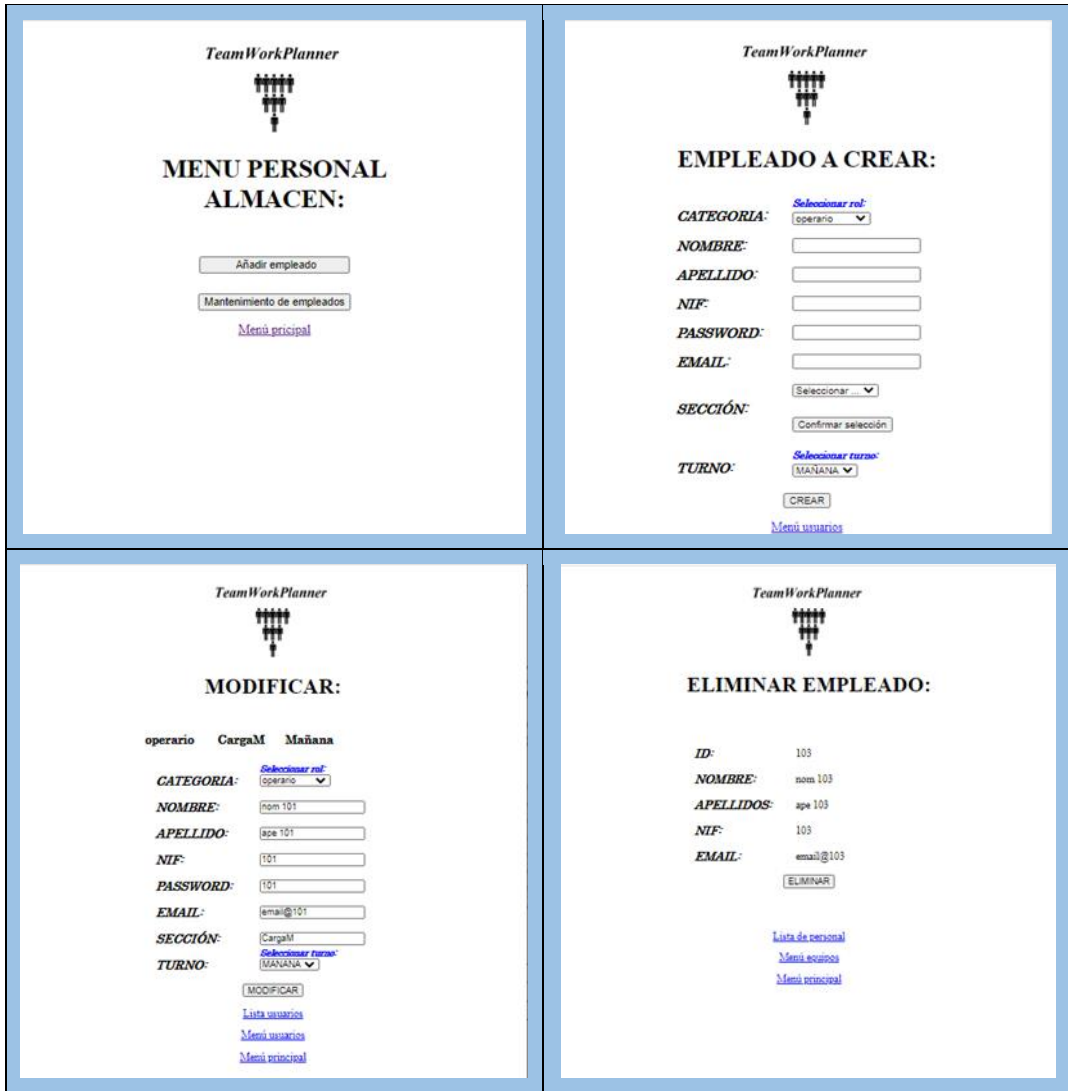 TeamWorkPlanner
MENU PERSONAL
ALMACEN:
Añadir empleado
Mantenimiento de empleados
Menú pricipal
TeamWorkPlanner
EMPLEADO A CREAR:
Seleccionar rol:
CATEGORIA: operario
NOMBRE:
APELLIDO:
NIF:
PASSWORD:
EMAIL:
Seleccionar ...
SECCIÓN:
Confirmar selección
Seleccionar turno:
TURNO: MAÑANA
CREAR
Menú usuarios
TeamWorkPlanner
MODIFICAR:
operario CargaM Mañana
Seleccionar rol:
CATEGORIA: operario
NOMBRE: nom 101
APELLIDO: ape 101
NIF: 101
PASSWORD: 101
EMAIL: email@101
SECCIÓN: CargaM
Seleccionar turno:
TURNO: MAÑANA
MODIFICAR
Lista usuarios
Menú usuarios
Menú principal
TeamWorkPlanner
ELIMINAR EMPLEADO:
ID: 103
NOMBRE: nom 103
APELLIDOS: ape 103
NIF: 103
EMAIL: email@103
ELIMINAR
Lista de personal
Menú equipos
Menú principal